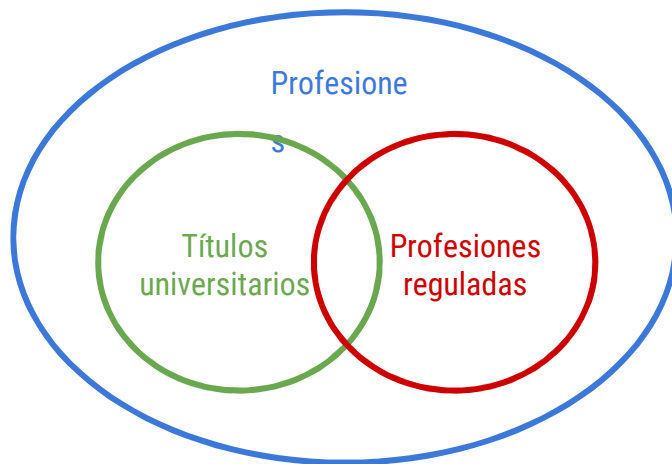 Profesione
s
Títulos
universitarios
Profesiones
reguladas